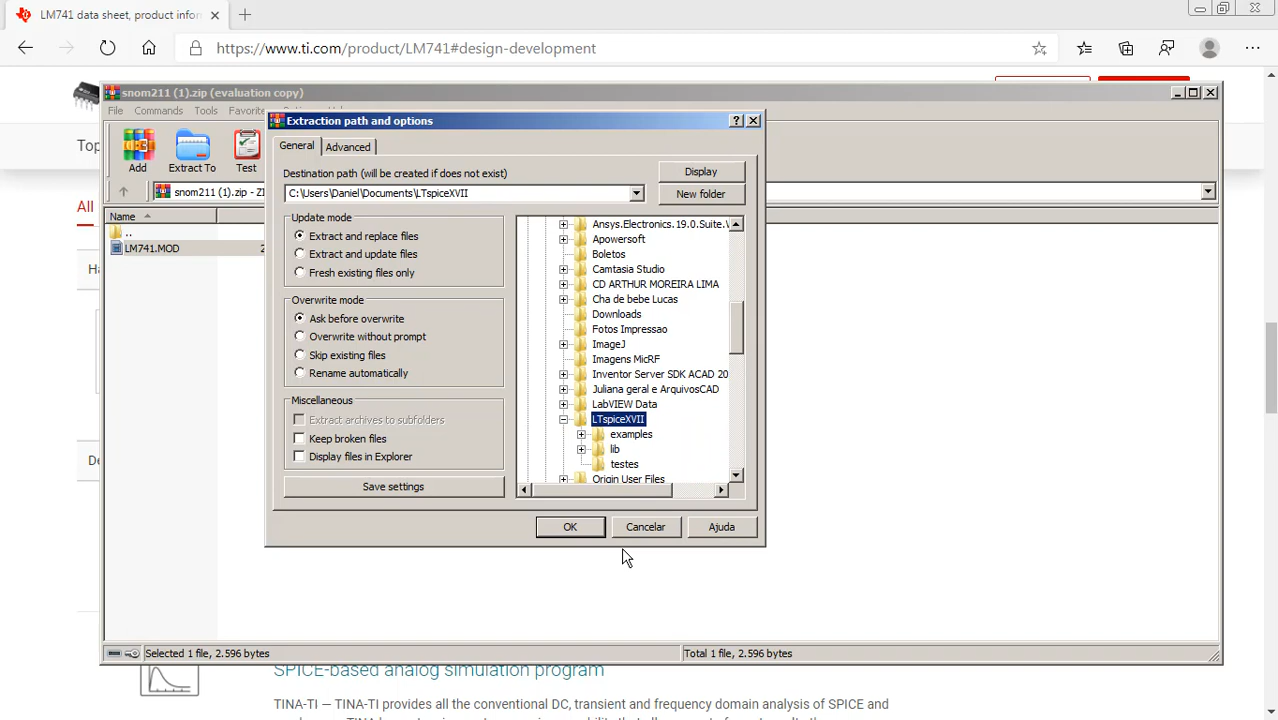 LM741 data sheet, product infor
https://www.ti.com/product/LM741#design-development
snom211 (1).zip (evaluation copy)
File Commands Tools Favorite
Extraction path and options
General Advanced
Top
Add Extract To Test
Destination path (will be created if does not exist) Display
C:\Users\Daniel\Documents\LTspiceXVII New folder
snom211 (1).zip - Z
All
Name
Update mode
..
LM741.MOD 2
Extract and replace files
Extract and update files
Fresh existing files only
Ha
Overwrite mode
Ask before overwrite
Overwrite without prompt
Skip existing files
Rename automatically
Miscellaneous
Extract archives to subfolders
Keep broken files
Display files in Explorer
De
Save settings
Ansys.Electronics.19.0.Suite.
Apowersoft
Boletos
Camtasia Studio
CD ARTHUR MOREIRA LIMA
Cha de bebe Lucas
Downloads
Fotos Impressao
ImageJ
Imagens MicRF
Inventor Server SDK ACAD 20
Juliana geral e ArquivosCAD
LabVIEW Data
LTspiceXVII
examples
lib
testes
Origin User Files
OK Cancelar Ajuda
Selected 1 file, 2.596 bytes Total 1 file, 2.596 bytes
SPICE-based analog simulation program
TINA-TI — TINA-TI provides all the conventional DC, transient and frequency domain analysis of SPICE and